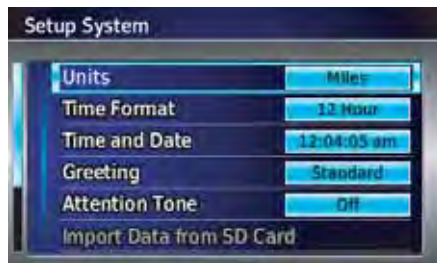 Setup System
Units Miles
Time Format 12 Hour
Time and Date 12:04:05 am
Greeting Standard
Attention Tone Off
Import Data from SD Card